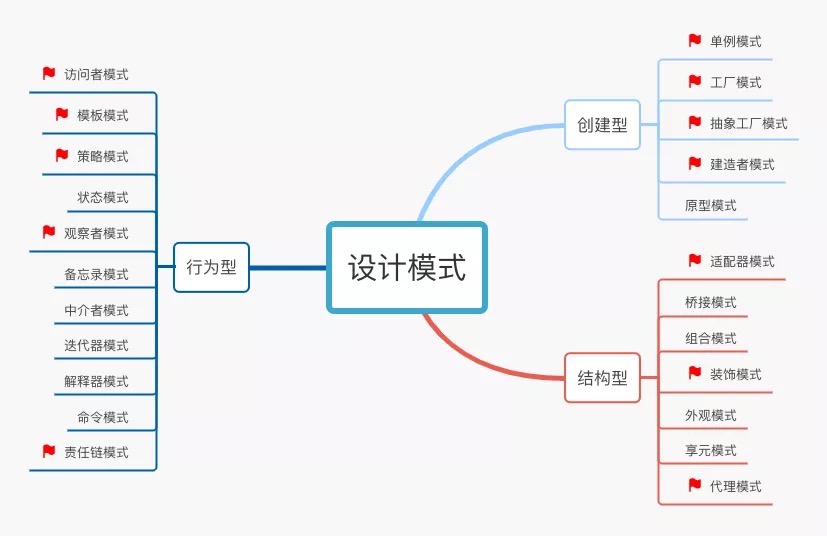 设计模式
创建型
单例模式
工厂模式
抽象工厂模式
建造者模式
原型模式
结构型
适配器模式
桥接模式
组合模式
装饰模式
外观模式
享元模式
代理模式
行为型
访问者模式
模板模式
策略模式
状态模式
观察者模式
备忘录模式
中介者模式
迭代器模式
解释器模式
命令模式
责任链模式